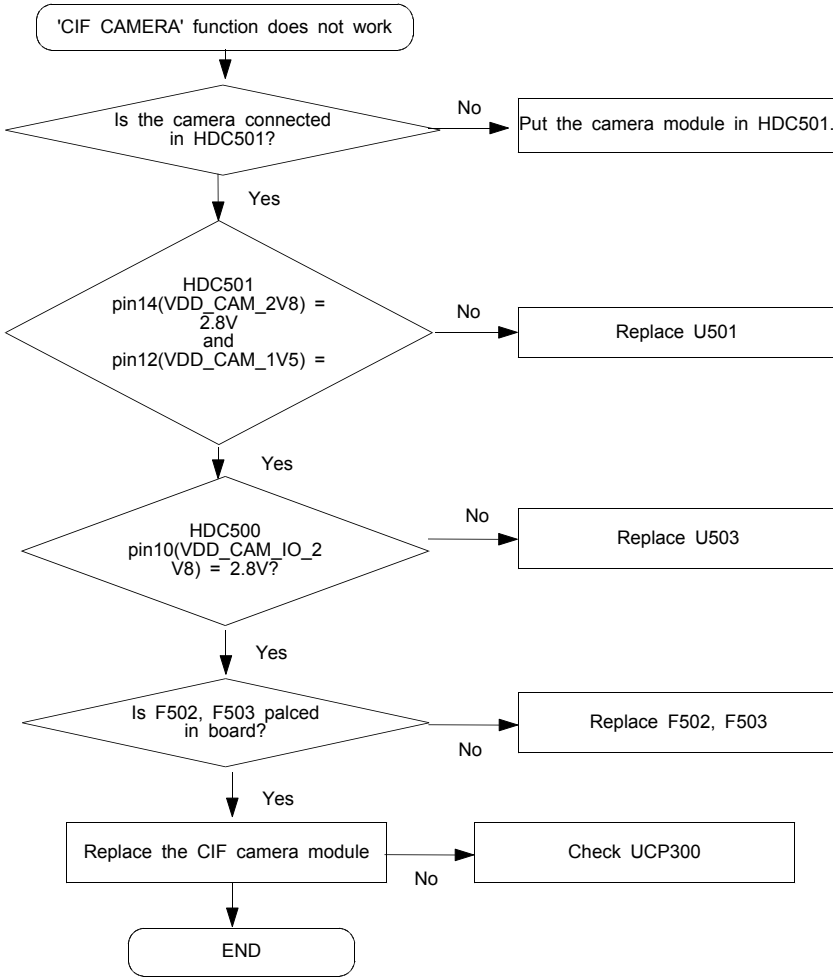 'CIF CAMERA' function does not work
Is the camera connected
in HDC501?
No
Put the camera module in HDC501.
Yes
HDC501
pin14(VDD_CAM_2V8) =
2.8V
and
pin12(VDD_CAM_1V5) =
No
Replace U501
Yes
HDC500
pin10(VDD_CAM_IO_2
V8) = 2.8V?
No
Replace U503
Yes
Is F502, F503 palced
in board?
No
Replace F502, F503
Yes
Replace the CIF camera module
No
Check UCP300
END